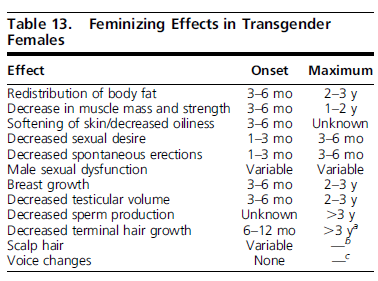 Table 13. Feminizing Effects in Transgender
Females
Effect Onset Maximum
Redistribution of body fat 3–6 mo 2–3 y
Decrease in muscle mass and strength 3–6 mo 1–2 y
Softening of skin/decreased oiliness 3–6 mo Unknown
Decreased sexual desire 1–3 mo 3–6 mo
Decreased spontaneous erections 1–3 mo 3–6 mo
Male sexual dysfunction Variable Variable
Breast growth 3–6 mo 2–3 y
Decreased testicular volume 3–6 mo 2–3 y
Decreased sperm production Unknown >3 y
Decreased terminal hair growth 6–12 mo >3 yᵃ
Scalp hair Variable —ᵇ
Voice changes None —ᶜ